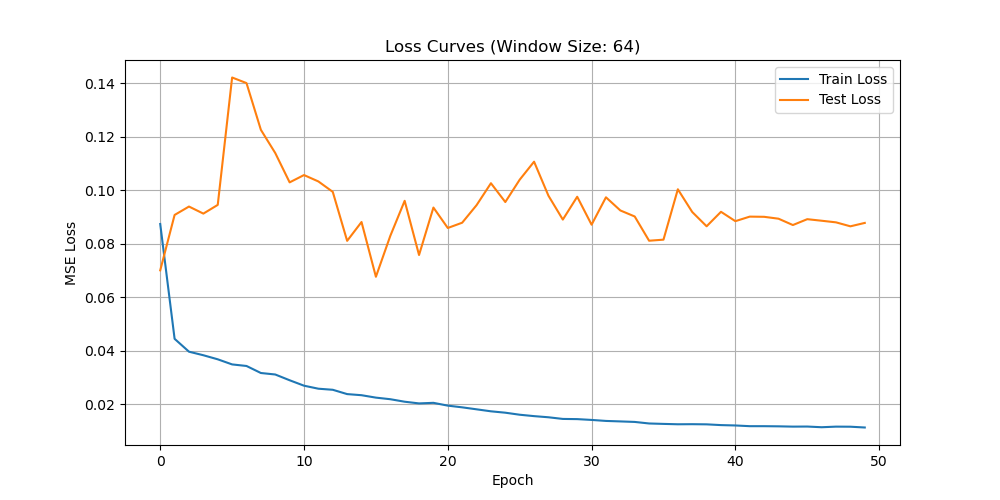 Loss Curves (Window Size: 64)
Train Loss
Test Loss
MSE Loss
0.14
0.12
0.10
0.08
0.06
0.04
0.02
0 10 20 30 40 50
Epoch